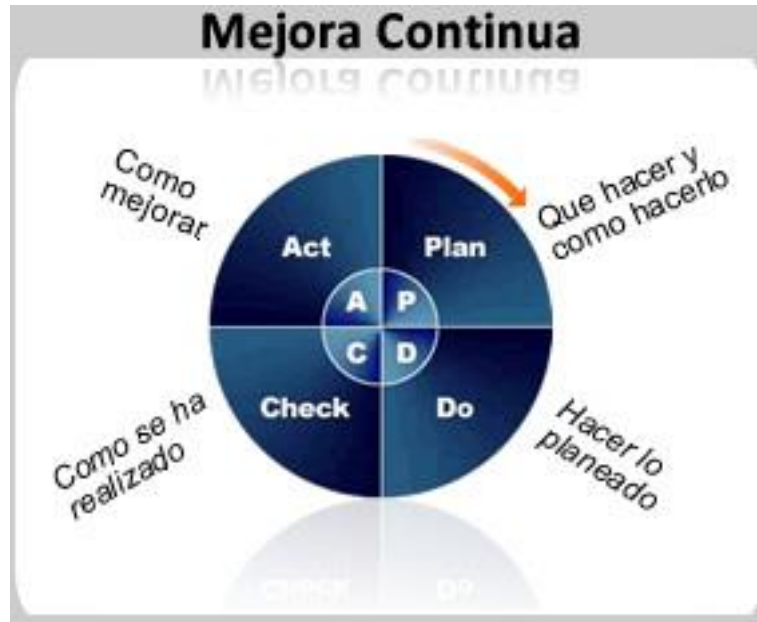 Mejora Continua
Como
mejorar
Que hacer y
como hacerlo
Act
Plan
A
P
C
D
Check
Do
Como se ha
realizado
Hacer lo
planeado